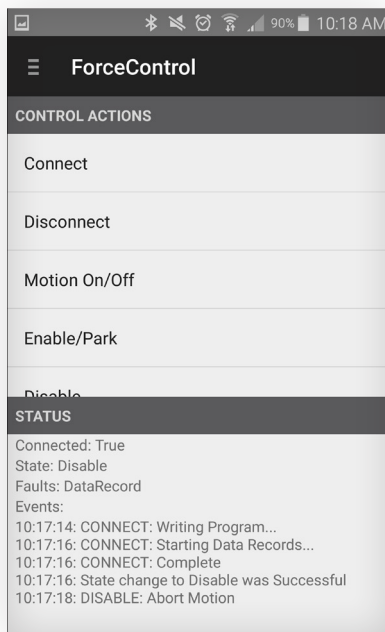 90% 10:18 AM
ForceControl
CONTROL ACTIONS
Connect
Disconnect
Motion On/Off
Enable/Park
Disable
STATUS
Connected: True
State: Disable
Faults: DataRecord
Events:
10:17:14: CONNECT: Writing Program...
10:17:16: CONNECT: Starting Data Records...
10:17:16: CONNECT: Complete
10:17:16: State change to Disable was Successful
10:17:18: DISABLE: Abort Motion